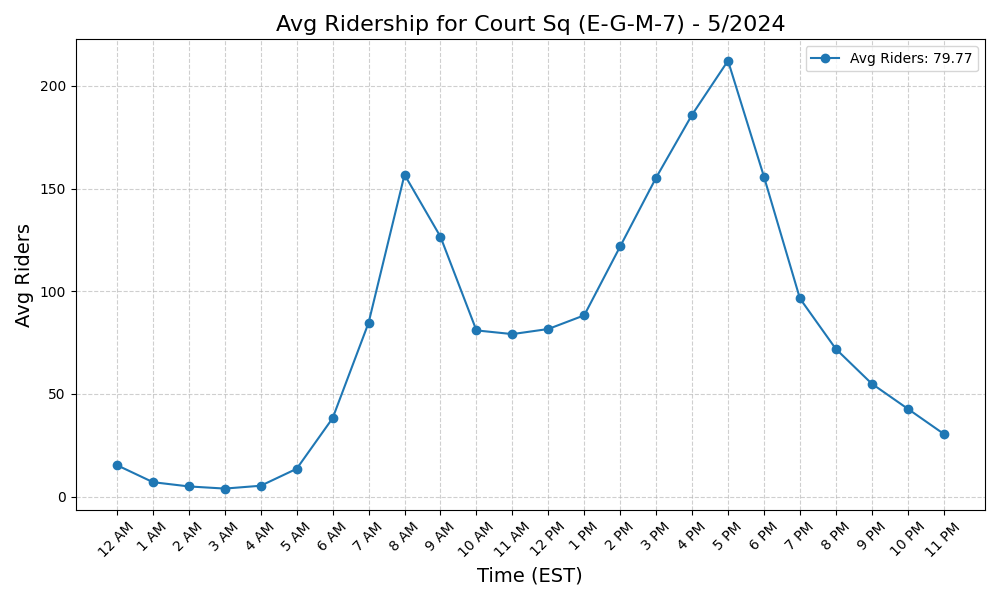 Avg Ridership for Court Sq (E-G-M-7) - 5/2024
Avg Riders: 79.77
Avg Riders
200
150
100
50
0
12 AM 1 AM 2 AM 3 AM 4 AM 5 AM 6 AM 7 AM 8 AM 9 AM 10 AM 11 AM 12 PM 1 PM 2 PM 3 PM 4 PM 5 PM 6 PM 7 PM 8 PM 9 PM 10 PM 11 PM
Time (EST)